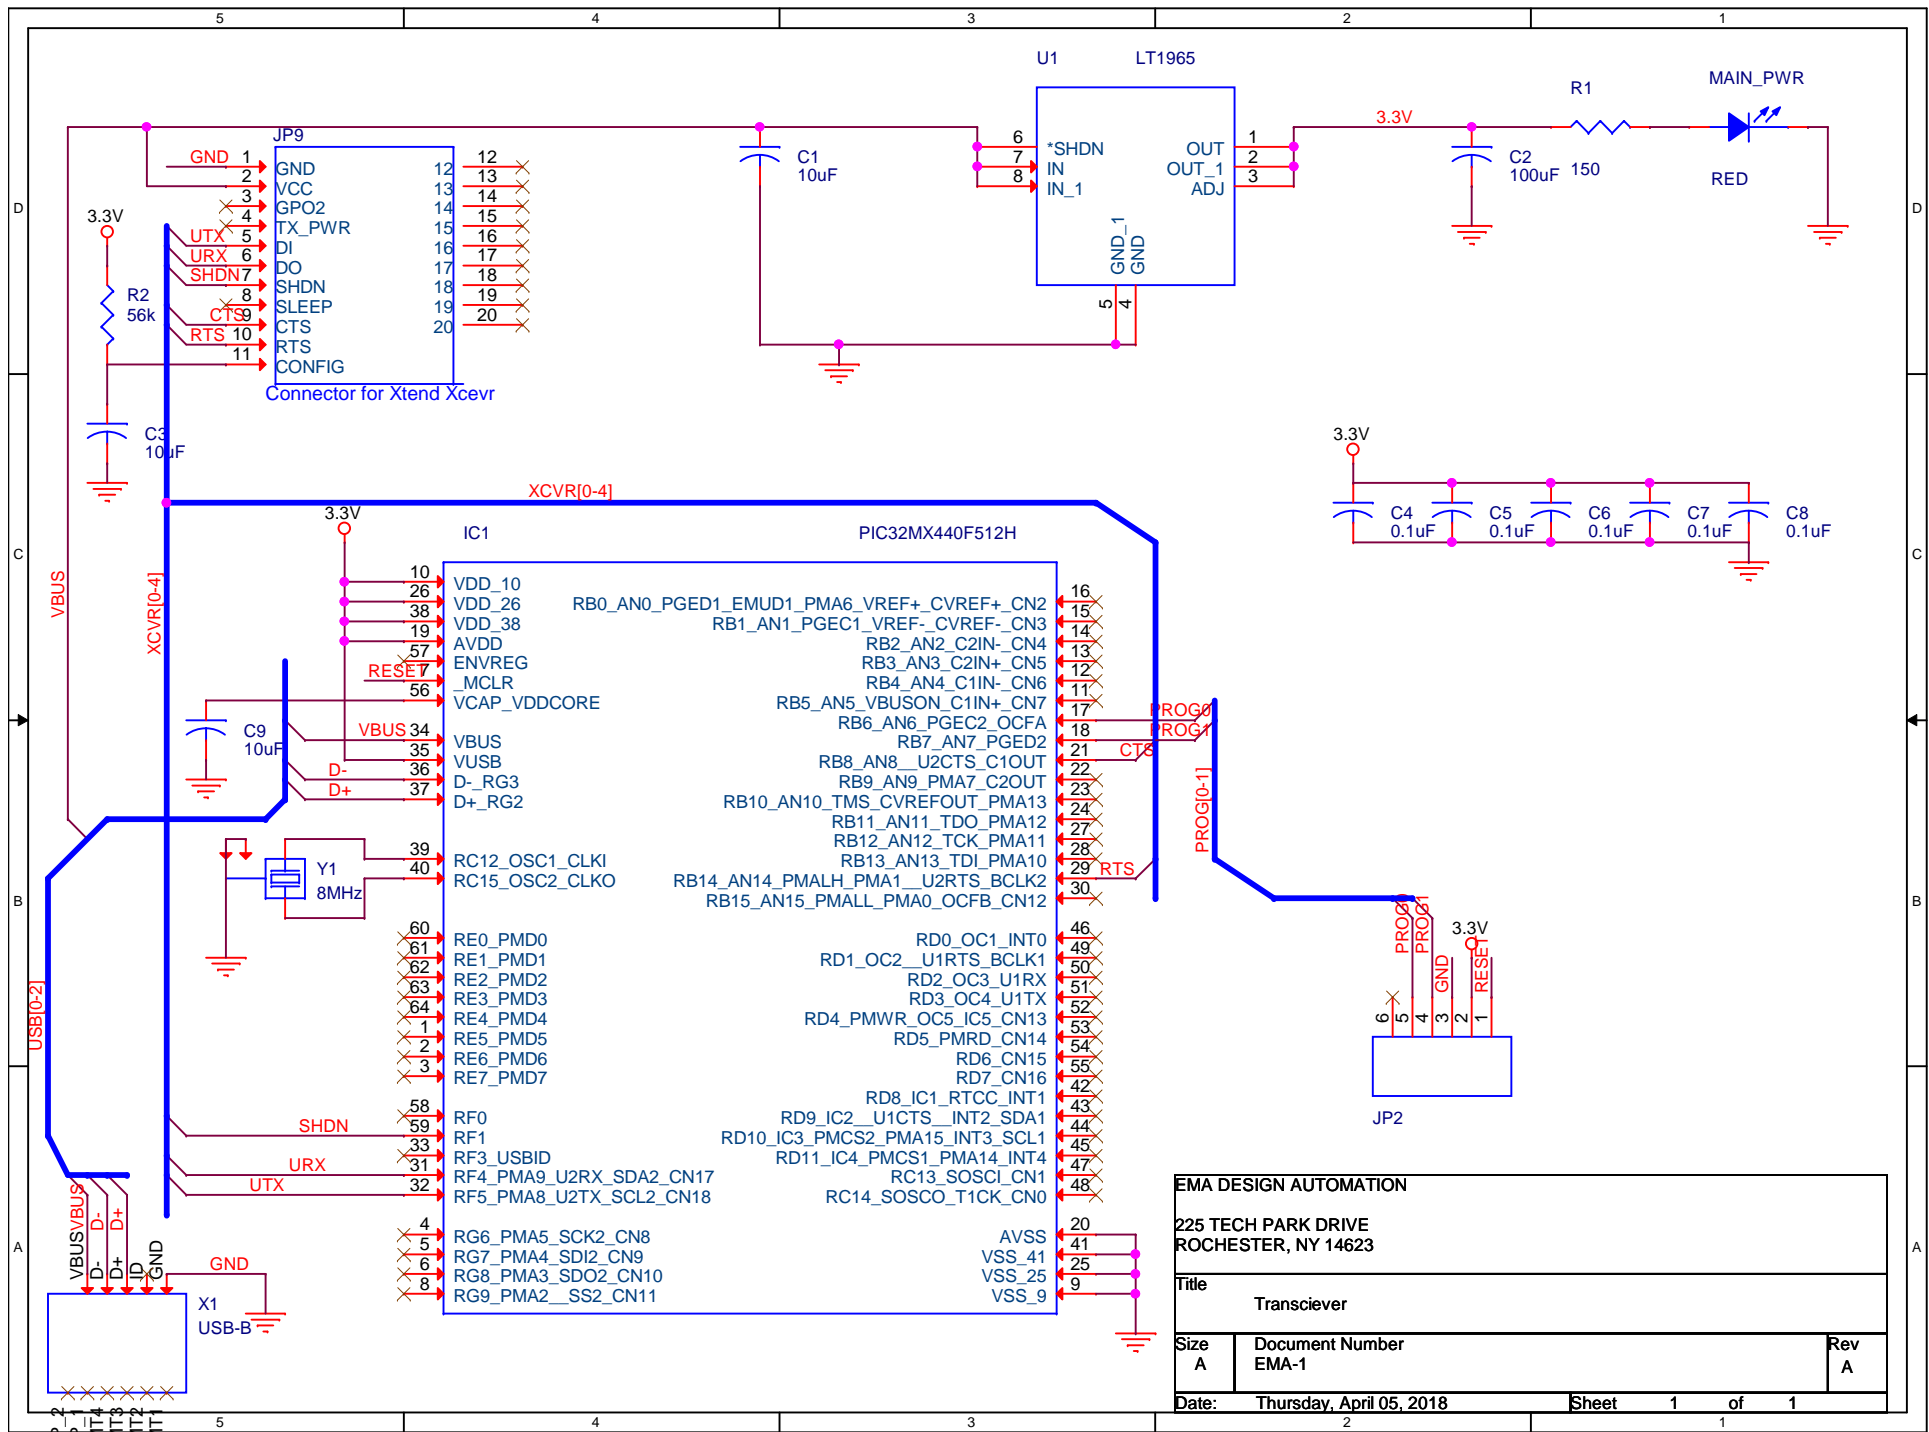 5 4 3 2 1
U1 LT1965
MAIN_PWR
R1
3.3V
150
RED
C2
100uF
C1
10uF
6 *SHDN
7 IN
8 IN_1
OUT 1
OUT_1 2
ADJ 3
GND_1 5
GND 4
JP9
GND 1 GND
2 VCC
3 GPO2
4 TX_PWR
UTX 5 DI
URX 6 DO
SHDN 7 SHDN
8 SLEEP
CTS 9 CTS
RTS 10 RTS
11 CONFIG
12 12
13 13
14 14
15 15
16 16
17 17
18 18
19 19
20 20
Connector for Xtend Xcevr
D D
3.3V
R2
56k
C3
10uF
3.3V
C4
0.1uF
C5
0.1uF
C6
0.1uF
C7
0.1uF
C8
0.1uF
C C
XCVR[0-4]
XCVR[0-4]
VBUS
3.3V
IC1 PIC32MX440F512H
10 VDD_10
26 VDD_26
38 VDD_38
19 AVDD
57 ENVREG
RESET 7 _MCLR
56 VCAP_VDDCORE
VBUS 34 VBUS
35 VUSB
D- 36 D-_RG3
D+ 37 D+_RG2
39 RC12_OSC1_CLKI
40 RC15_OSC2_CLKO
60 RE0_PMD0
61 RE1_PMD1
62 RE2_PMD2
63 RE3_PMD3
64 RE4_PMD4
1 RE5_PMD5
2 RE6_PMD6
3 RE7_PMD7
58 RF0
SHDN 59 RF1
33 RF3_USBID
URX 31 RF4_PMA9_U2RX_SDA2_CN17
UTX 32 RF5_PMA8_U2TX_SCL2_CN18
4 RG6_PMA5_SCK2_CN8
5 RG7_PMA4_SDI2_CN9
6 RG8_PMA3_SDO2_CN10
8 RG9_PMA2__SS2_CN11
RB0_AN0_PGED1_EMUD1_PMA6_VREF+_CVREF+_CN2 16
RB1_AN1_PGEC1_VREF-_CVREF-_CN3 15
RB2_AN2_C2IN-_CN4 14
RB3_AN3_C2IN+_CN5 13
RB4_AN4_C1IN-_CN6 12
RB5_AN5_VBUSON_C1IN+_CN7 11
RB6_AN6_PGEC2_OCFA 17 PROG0
RB7_AN7_PGED2 18 PROG1
RB8_AN8__U2CTS_C1OUT 21 CTS
RB9_AN9_PMA7_C2OUT 22
RB10_AN10_TMS_CVREFOUT_PMA13 23
RB11_AN11_TDO_PMA12 24
RB12_AN12_TCK_PMA11 27
RB13_AN13_TDI_PMA10 28
RB14_AN14_PMALH_PMA1__U2RTS_BCLK2 29 RTS
RB15_AN15_PMALL_PMA0_OCFB_CN12 30
RD0_OC1_INT0 46
RD1_OC2__U1RTS_BCLK1 49
RD2_OC3_U1RX 50
RD3_OC4_U1TX 51
RD4_PMWR_OC5_IC5_CN13 52
RD5_PMRD_CN14 53
RD6_CN15 54
RD7_CN16 55
RD8_IC1_RTCC_INT1 42
RD9_IC2__U1CTS__INT2_SDA1 43
RD10_IC3_PMCS2_PMA15_INT3_SCL1 44
RD11_IC4_PMCS1_PMA14_INT4 45
RC13_SOSCI_CN1 47
RC14_SOSCO_T1CK_CN0 48
AVSS 20
VSS_41 41
VSS_25 25
VSS_9 9
C9
10uF
Y1
8MHz
B B
PROG[0-1]
PROG1
3.3V
GND
RESET
6 5 4 3 2 1
JP2
USB[0-2]
VBUS D- D+
VBUS D- D+ ID GND
GND
X1
USB-B
A A
EMA DESIGN AUTOMATION
225 TECH PARK DRIVE
ROCHESTER, NY 14623
Title
Transciever
Size
A
Document Number
EMA-1
Rev
A
Date: Thursday, April 05, 2018 Sheet 1 of 1
5 4 3 2 1